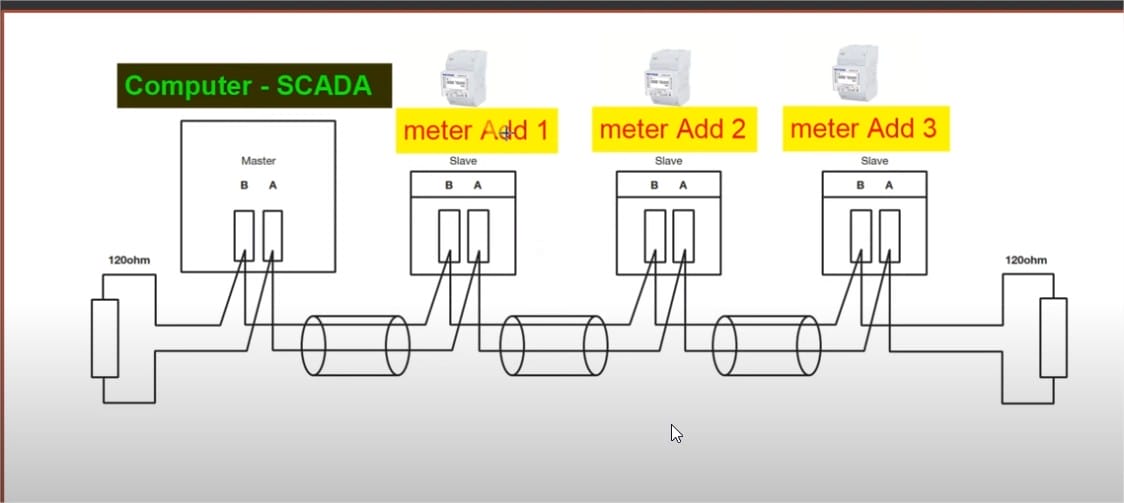 Computer - SCADA
meter Add 1
meter Add 2
meter Add 3
Master
Slave
Slave
Slave
B A
B A
B A
B A
120ohm
120ohm